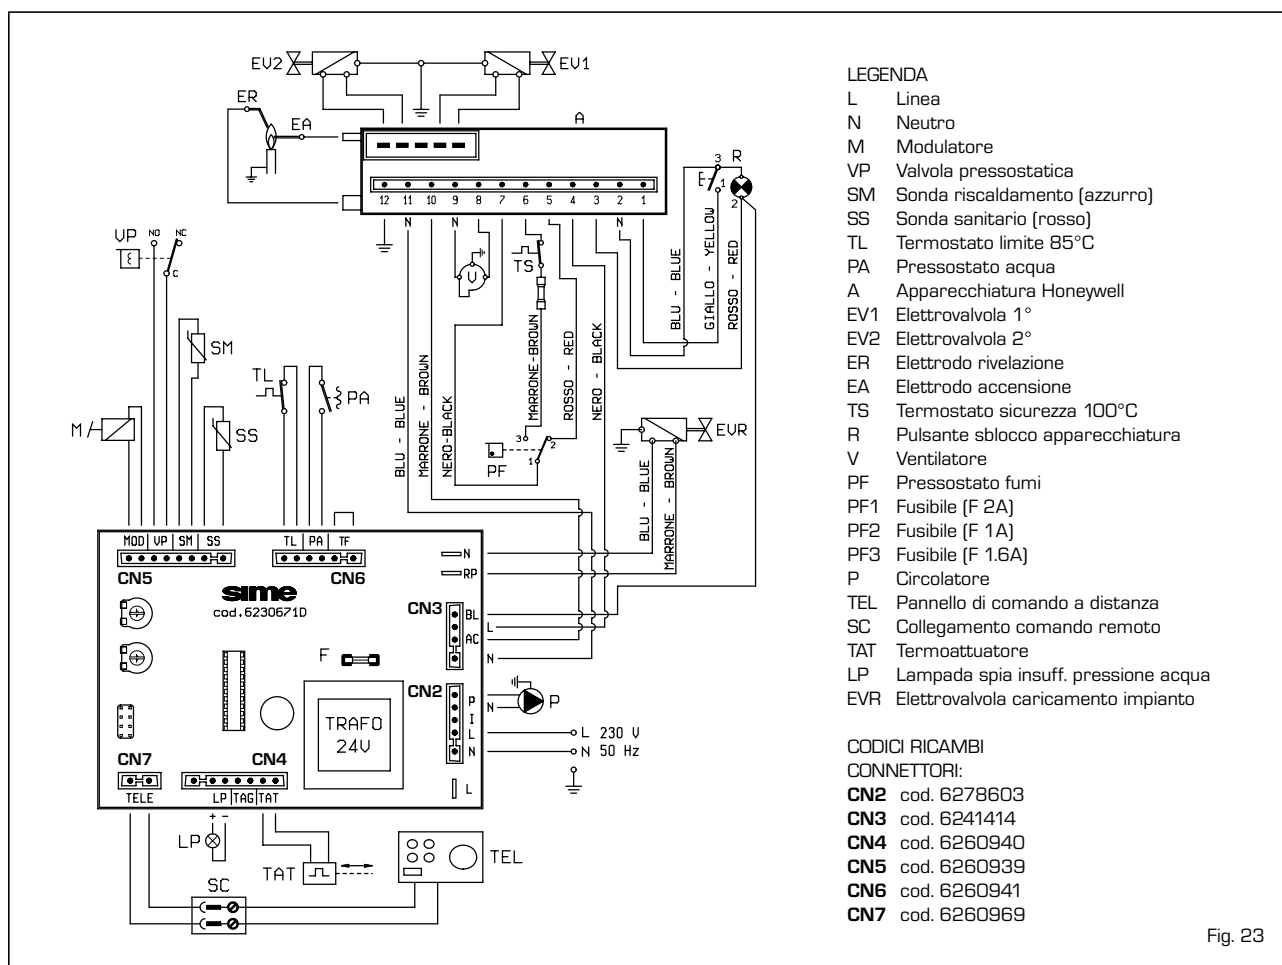 EV2
EV1
ER
EA
A
3
R
1
2
12 11 10 9 8 7 6 5 4 3 2 1
N
N
N
VP
NO
NC
C
V
TS
BLU - BLUE
GIALLO - YELLOW
ROSSO - RED
SM
TL
PA
M
SS
BLU - BLUE
MARRONE - BROWN
NERO-BLACK
MARRONE-BROWN
ROSSO - RED
NERO - BLACK
EVR
3
2
1
PF
BLU - BLUE
MARRONE - BROWN
MOD VP SM SS
TL PA TF
CN5
CN6
N
RP
sime
cod.6230671D
CN3
BL
L
AC
N
F
CN2
P
N
I
L
N
P
TRAFO
24V
L 230 V
N 50 Hz
CN7
CN4
TELE
LP TAG TAT
L
+ -
LP
TAT
TEL
SC
LEGENDA
L Linea
N Neutro
M Modulatore
VP Valvola pressostatica
SM Sonda riscaldamento (azzurro)
SS Sonda sanitario (rosso)
TL Termostato limite 85°C
PA Pressostato acqua
A Apparecchiatura Honeywell
EV1 Elettrovalvola 1°
EV2 Elettrovalvola 2°
ER Elettrodo rivelazione
EA Elettrodo accensione
TS Termostato sicurezza 100°C
R Pulsante sblocco apparecchiatura
V Ventilatore
PF Pressostato fumi
PF1 Fusibile (F 2A)
PF2 Fusibile (F 1A)
PF3 Fusibile (F 1.6A)
P Circolatore
TEL Pannello di comando a distanza
SC Collegamento comando remoto
TAT Termoattuatore
LP Lampada spia insuff. pressione acqua
EVR Elettrovalvola caricamento impianto
CODICI RICAMBI
CONNETTORI:
CN2 cod. 6278603
CN3 cod. 6241414
CN4 cod. 6260940
CN5 cod. 6260939
CN6 cod. 6260941
CN7 cod. 6260969
Fig. 23